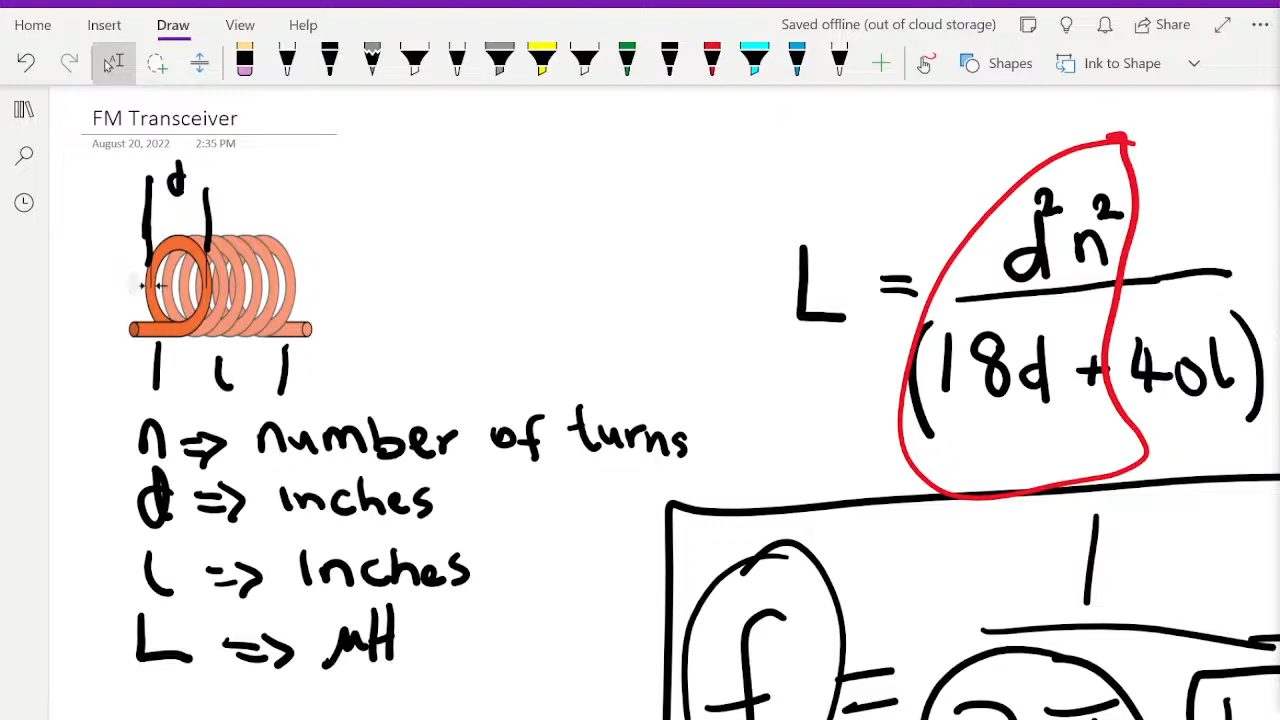 Home Insert Draw View Help Saved offline (out of cloud storage) Share
Shapes Ink to Shape
FM Transceiver
August 20, 2022 2:35 PM
d
l
n => number of turns
d => inches
l => Inches
L => μH
L = d²n²
(18d + 40l)
1
f =